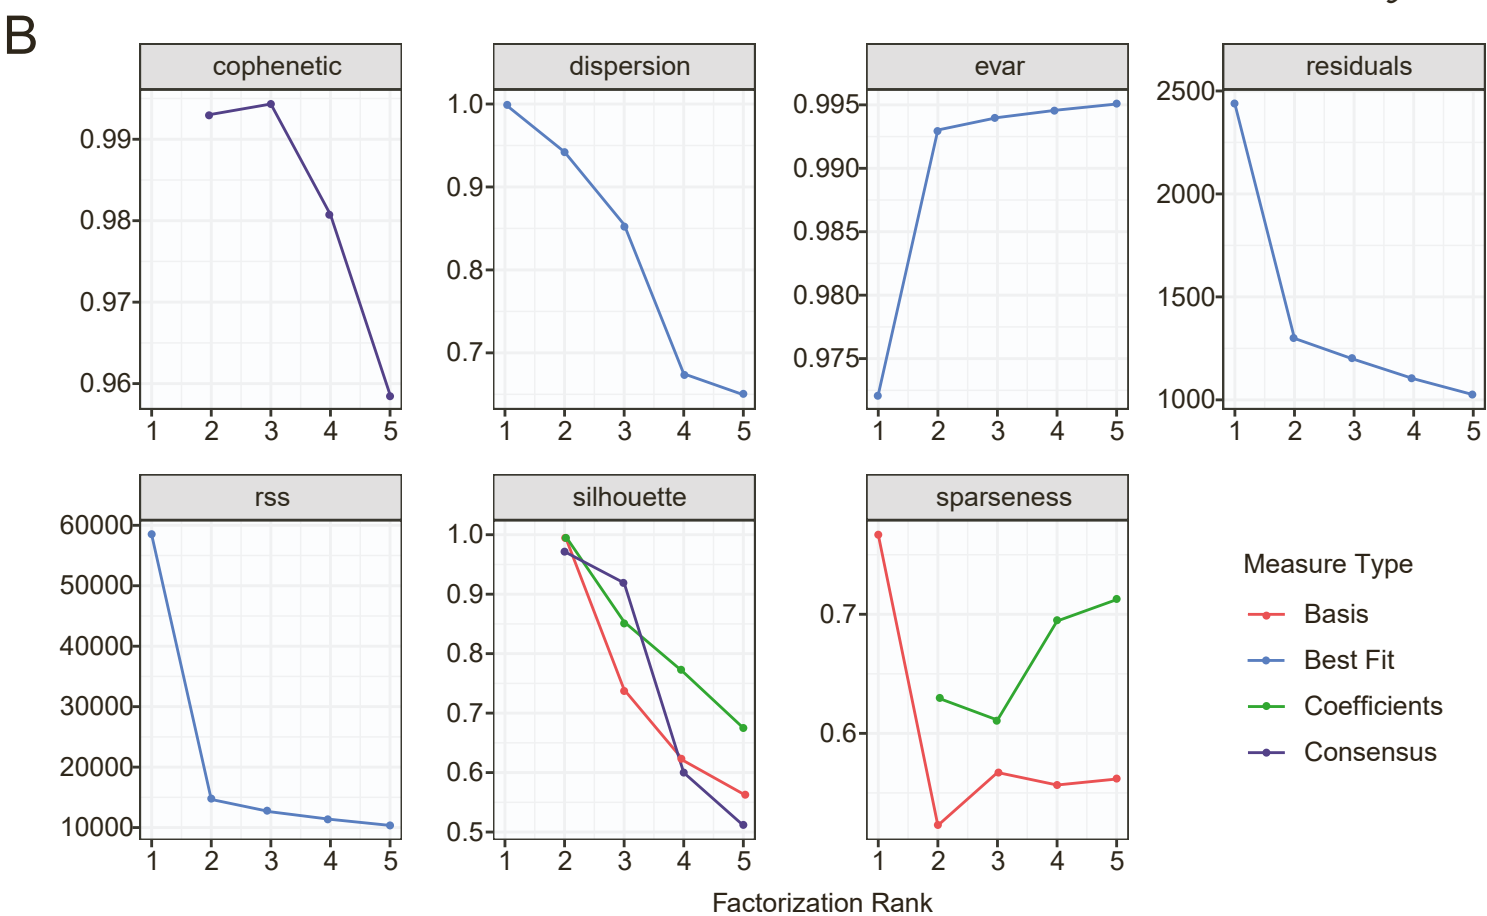 B
cophenetic
dispersion
evar
residuals
0.99
0.98
0.97
0.96
1 2 3 4 5
1.0
0.9
0.8
0.7
1 2 3 4 5
0.995
0.990
0.985
0.980
0.975
1 2 3 4 5
2500
2000
1500
1000
1 2 3 4 5
rss
silhouette
sparseness
60000
50000
40000
30000
20000
10000
1 2 3 4 5
1.0
0.9
0.8
0.7
0.6
0.5
1 2 3 4 5
0.7
0.6
1 2 3 4 5
Measure Type
Basis
Best Fit
Coefficients
Consensus
Factorization Rank